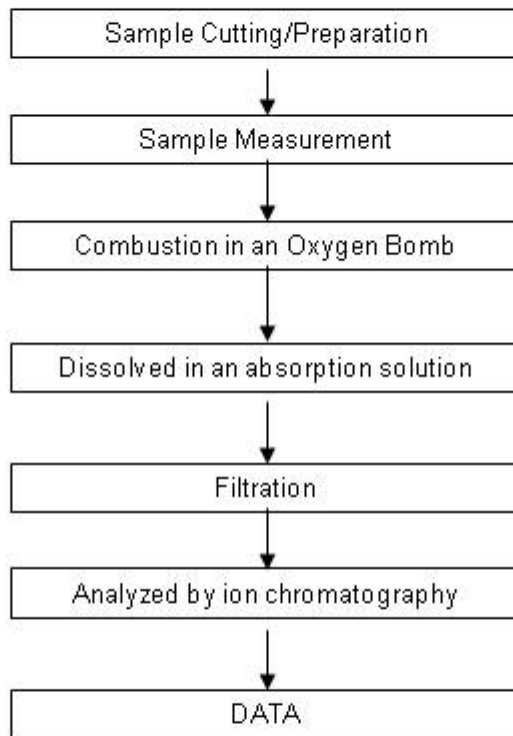 Sample Cutting/Preparation
Sample Measurement
Combustion in an Oxygen Bomb
Dissolved in an absorption solution
Filtration
Analyzed by ion chromatography
DATA